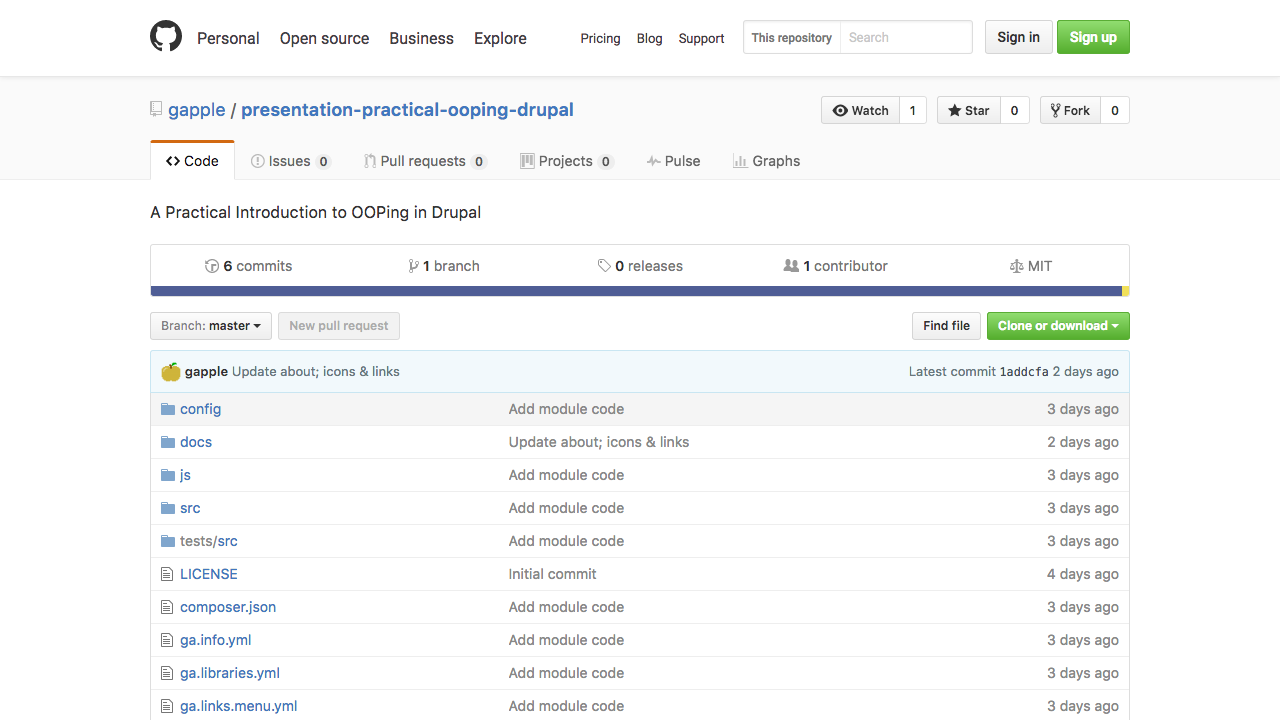 Personal Open source Business Explore Pricing Blog Support This repository Search Sign in Sign up
gapple / presentation-practical-ooping-drupal Watch 1 Star 0 Fork 0
Code Issues 0 Pull requests 0 Projects 0 Pulse Graphs
A Practical Introduction to OOPing in Drupal
6 commits 1 branch 0 releases 1 contributor MIT
Branch: master New pull request Find file Clone or download
gapple Update about; icons & links Latest commit 1addcfa 2 days ago
config Add module code 3 days ago
docs Update about; icons & links 2 days ago
js Add module code 3 days ago
src Add module code 3 days ago
tests/src Add module code 3 days ago
LICENSE Initial commit 4 days ago
composer.json Add module code 3 days ago
ga.info.yml Add module code 3 days ago
ga.libraries.yml Add module code 3 days ago
ga.links.menu.yml Add module code 3 days ago